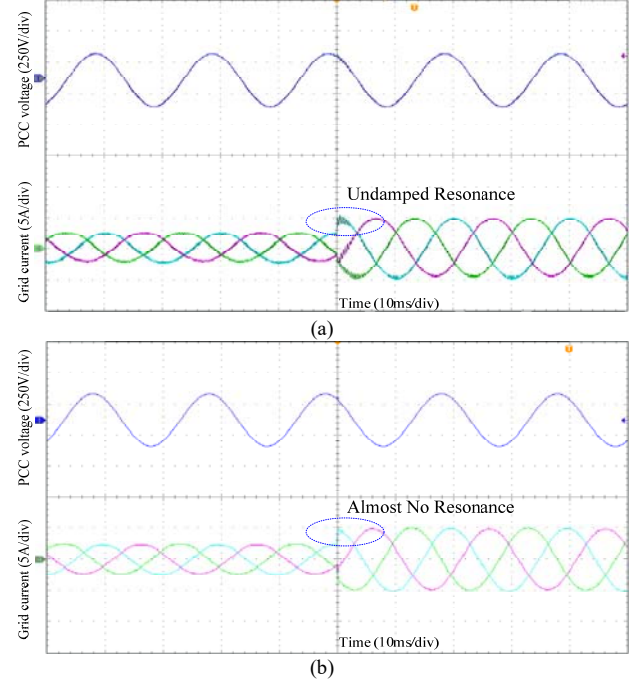 PCC voltage (250V/div)
Grid current (5A/div)
Undamped Resonance
Time (10ms/div)
(a)
PCC voltage (250V/div)
Grid current (5A/div)
Almost No Resonance
Time (10ms/div)
(b)